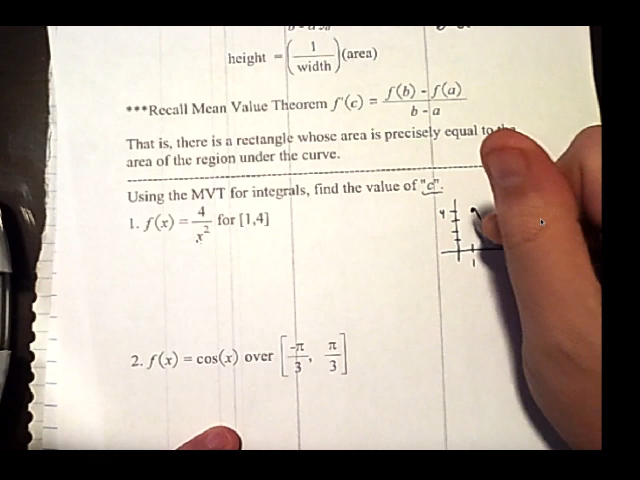 height = (1/width)(area)
***Recall Mean Value Theorem f'(c) = f(b) - f(a) / b - a
That is, there is a rectangle whose area is precisely equal to the
area of the region under the curve.
Using the MVT for integrals, find the value of "c".
1. f(x) = 4/x² for [1,4]
4
1
2. f(x) = cos(x) over [-π/3, π/3]